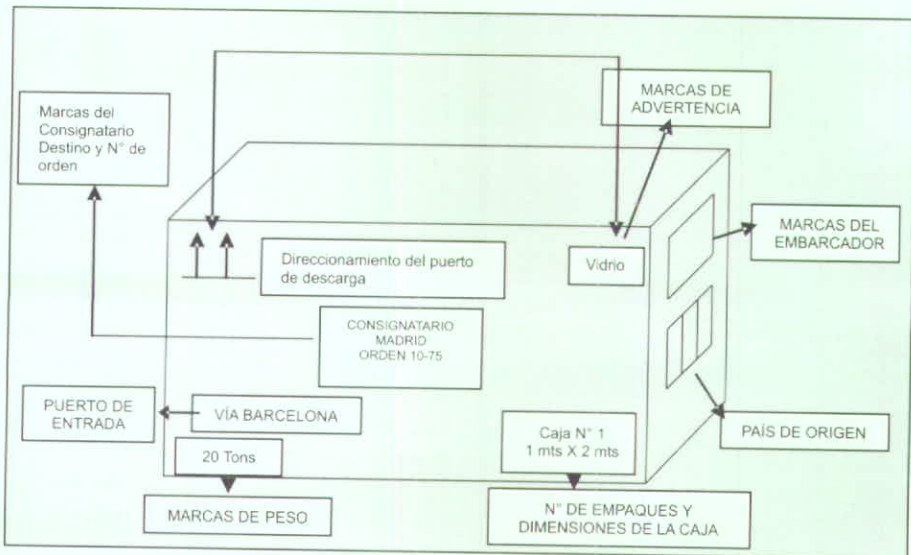 Marcas del
Consignatario
Destino y N° de
orden
MARCAS DE
ADVERTENCIA
MARCAS DEL
EMBARCADOR
Direccionamiento del puerto
de descarga
Vidrio
CONSIGNATARIO
MADRID
ORDEN 10-75
PUERTO DE
ENTRADA
VÍA BARCELONA
20 Tons
Caja N° 1
1 mts X 2 mts
PAÍS DE ORIGEN
MARCAS DE PESO
N° DE EMPAQUES Y
DIMENSIONES DE LA CAJA